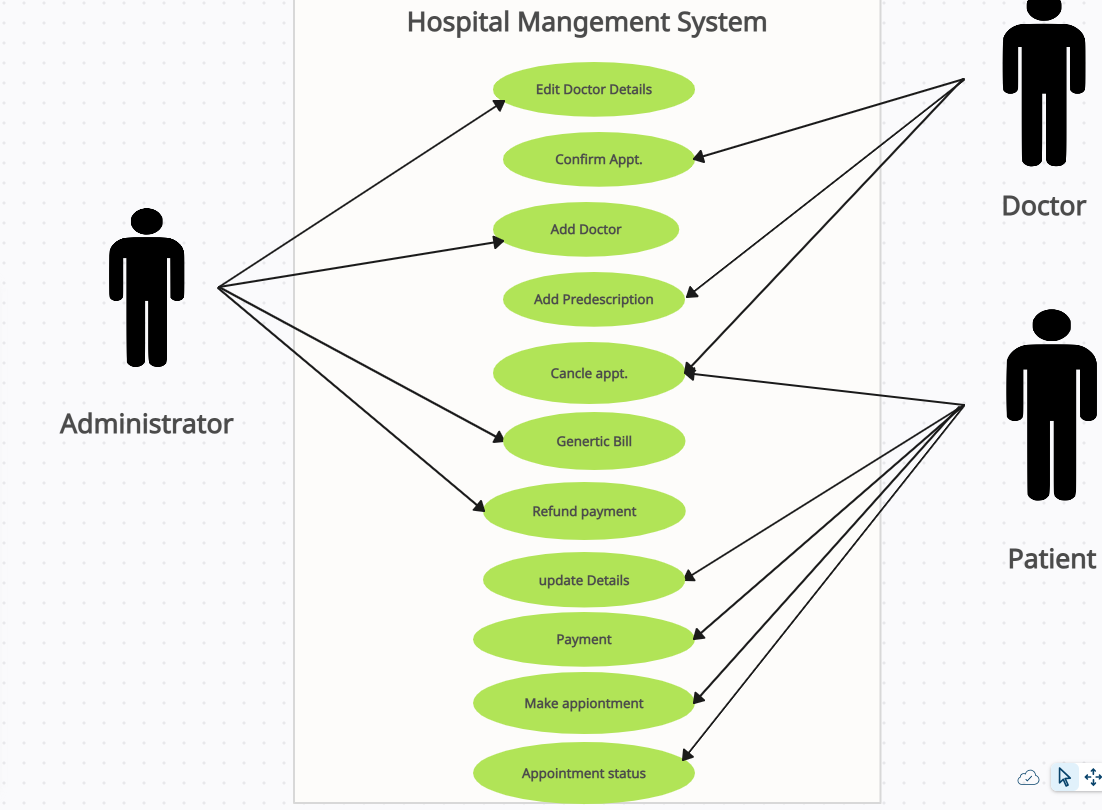 Hospital Mangement System
Edit Doctor Details
Confirm Appt.
Add Doctor
Add Predescription
Cancle appt.
Genertic Bill
Refund payment
update Details
Payment
Make appiontment
Appointment status
Administrator
Doctor
Patient